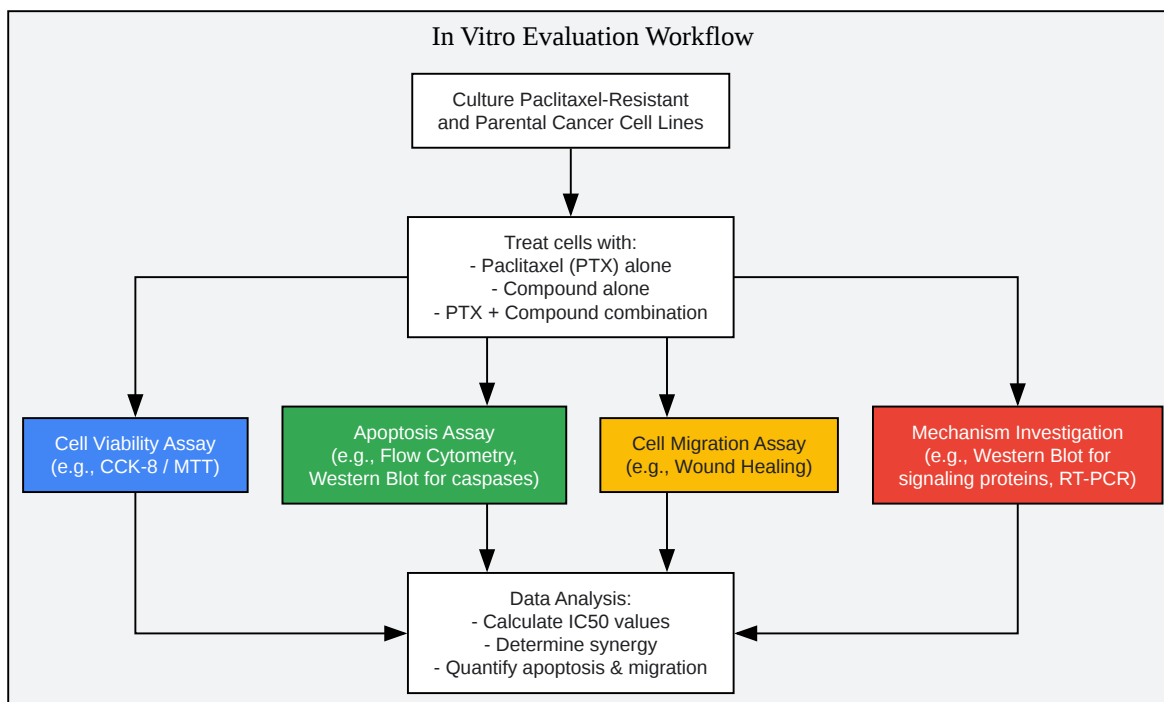 In Vitro Evaluation Workflow
Culture Paclitaxel-Resistant
and Parental Cancer Cell Lines
Treat cells with:
- Paclitaxel (PTX) alone
- Compound alone
- PTX + Compound combination
Cell Viability Assay
(e.g., CCK-8 / MTT)
Apoptosis Assay
(e.g., Flow Cytometry,
Western Blot for caspases)
Cell Migration Assay
(e.g., Wound Healing)
Mechanism Investigation
(e.g., Western Blot for
signaling proteins, RT-PCR)
Data Analysis:
- Calculate IC50 values
- Determine synergy
- Quantify apoptosis & migration